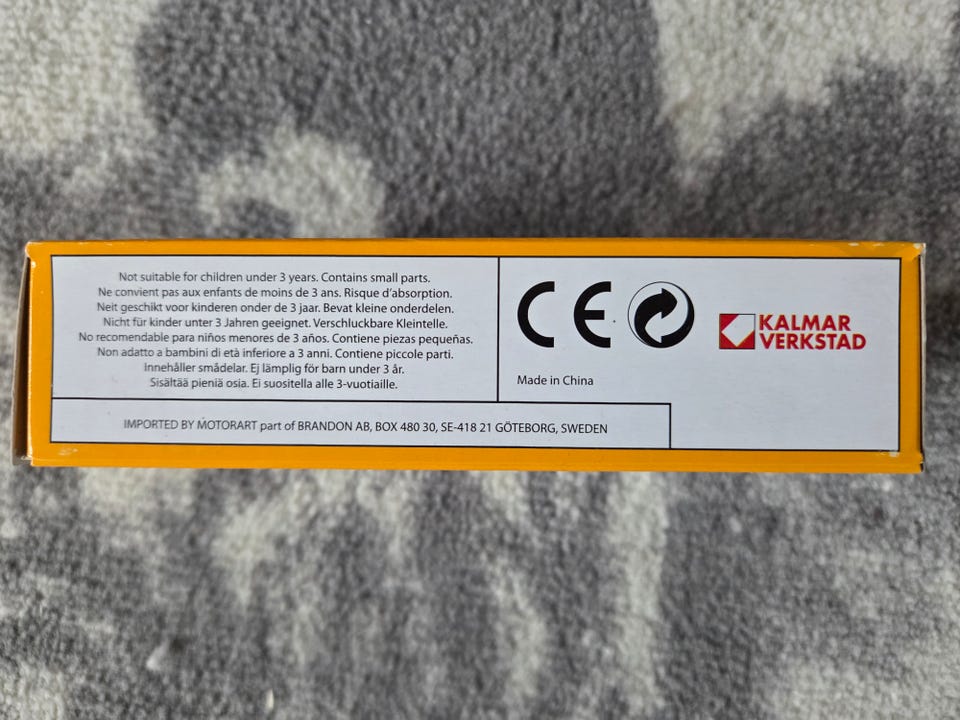 Not suitable for children under 3 years. Contains small parts.
Ne convient pas aux enfants de moins de 3 ans. Risque d'absorption.
Neit geschikt voor kinderen onder de 3 jaar. Bevat kleine onderdelen.
Nicht für kinder unter 3 Jahren geeignet. Verschluckbare Kleintelle.
No recomendable para niños menores de 3 años. Contiene piezas pequeñas.
Non adatto a bambini di età inferiore a 3 anni. Contiene piccole parti.
Innehåller smådelar. Ej lämplig för barn under 3 år.
Sisältää pieniä osia. Ei suositella alle 3-vuotiaille.
IMPORTED BY MOTORART part of BRANDON AB, BOX 480 30, SE-418 21 GÖTEBORG, SWEDEN
CE
Made in China
KALMAR
VERKSTAD